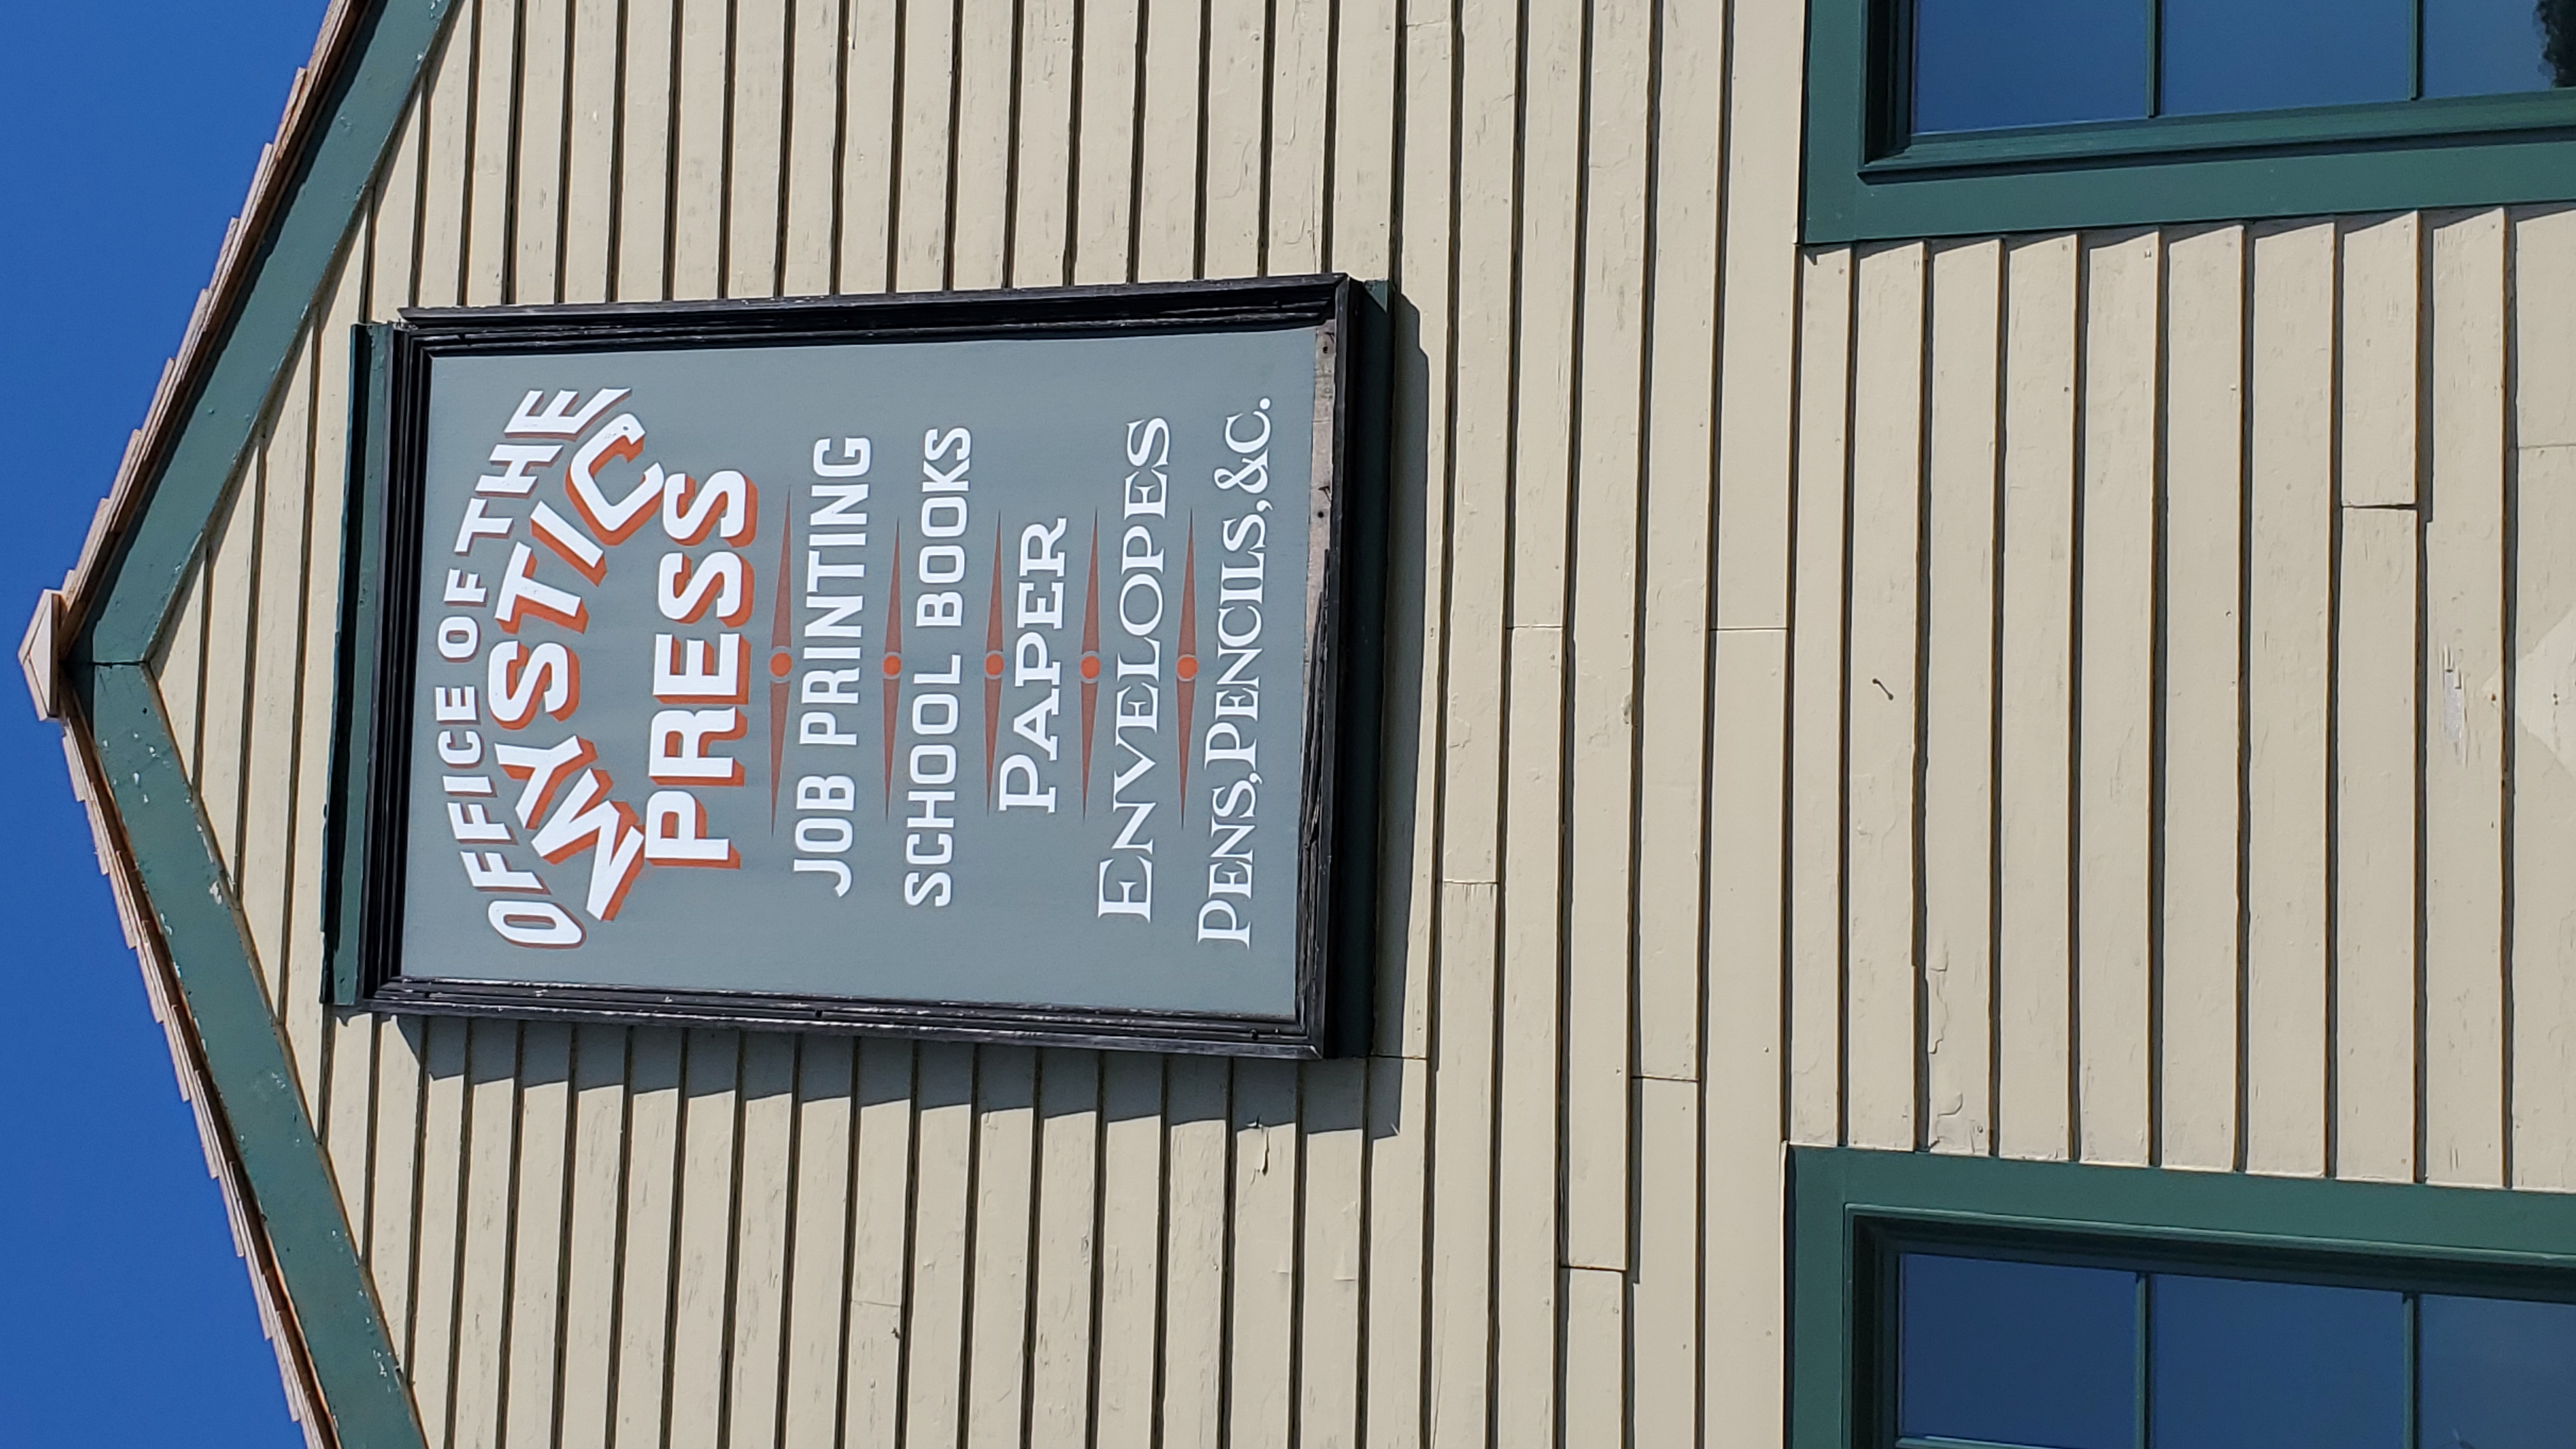 OFFICE OF THE
MYSTIC
PRESS
JOB PRINTING
SCHOOL BOOKS
PAPER
ENVELOPES
PENS, PENCILS, &C.